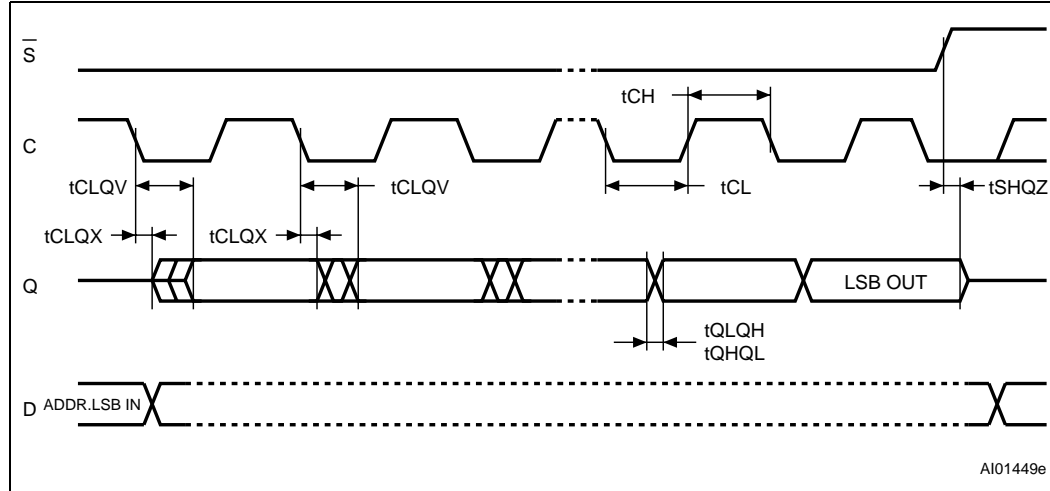 S
tCH
C
tCLQV
tCLQV
tCL
tSHQZ
tCLQX
tCLQX
Q
LSB OUT
tQLQH
tQHQL
D
ADDR.LSB IN
AI01449e